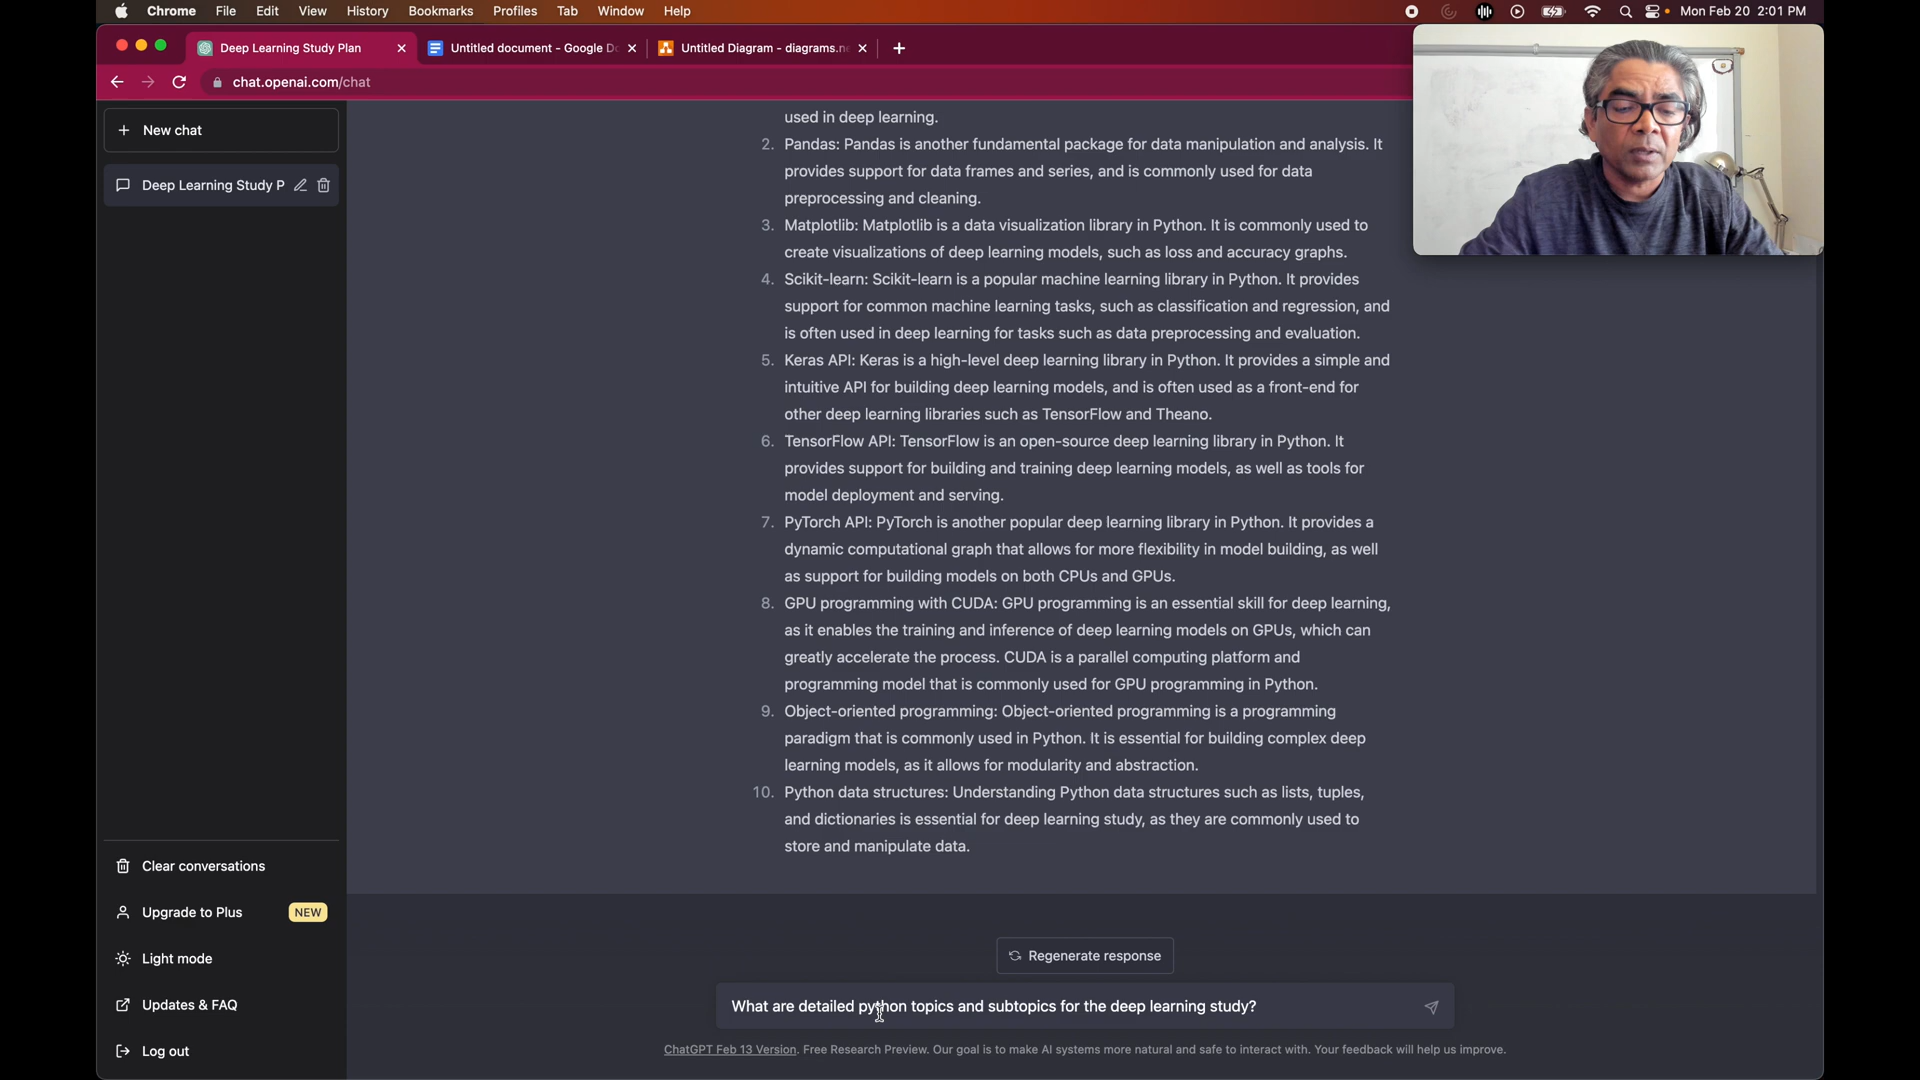 Chrome File Edit View History Bookmarks Profiles Tab Window Help Mon Feb 20 2:01 PM
Deep Learning Study Plan Untitled document - Google Do Untitled Diagram - diagrams.ne
chat.openai.com/chat
New chat
Deep Learning Study P
used in deep learning.
2. Pandas: Pandas is another fundamental package for data manipulation and analysis. It
provides support for data frames and series, and is commonly used for data
preprocessing and cleaning.
3. Matplotlib: Matplotlib is a data visualization library in Python. It is commonly used to
create visualizations of deep learning models, such as loss and accuracy graphs.
4. Scikit-learn: Scikit-learn is a popular machine learning library in Python. It provides
support for common machine learning tasks, such as classification and regression, and
is often used in deep learning for tasks such as data preprocessing and evaluation.
5. Keras API: Keras is a high-level deep learning library in Python. It provides a simple and
intuitive API for building deep learning models, and is often used as a front-end for
other deep learning libraries such as TensorFlow and Theano.
6. TensorFlow API: TensorFlow is an open-source deep learning library in Python. It
provides support for building and training deep learning models, as well as tools for
model deployment and serving.
7. PyTorch API: PyTorch is another popular deep learning library in Python. It provides a
dynamic computational graph that allows for more flexibility in model building, as well
as support for building models on both CPUs and GPUs.
8. GPU programming with CUDA: GPU programming is an essential skill for deep learning,
as it enables the training and inference of deep learning models on GPUs, which can
greatly accelerate the process. CUDA is a parallel computing platform and
programming model that is commonly used for GPU programming in Python.
9. Object-oriented programming: Object-oriented programming is a programming
paradigm that is commonly used in Python. It is essential for building complex deep
learning models, as it allows for modularity and abstraction.
10. Python data structures: Understanding Python data structures such as lists, tuples,
and dictionaries is essential for deep learning study, as they are commonly used to
store and manipulate data.
Clear conversations
Upgrade to Plus NEW
Light mode
Updates & FAQ
Log out
Regenerate response
What are detailed python topics and subtopics for the deep learning study?
ChatGPT Feb 13 Version. Free Research Preview. Our goal is to make AI systems more natural and safe to interact with. Your feedback will help us improve.